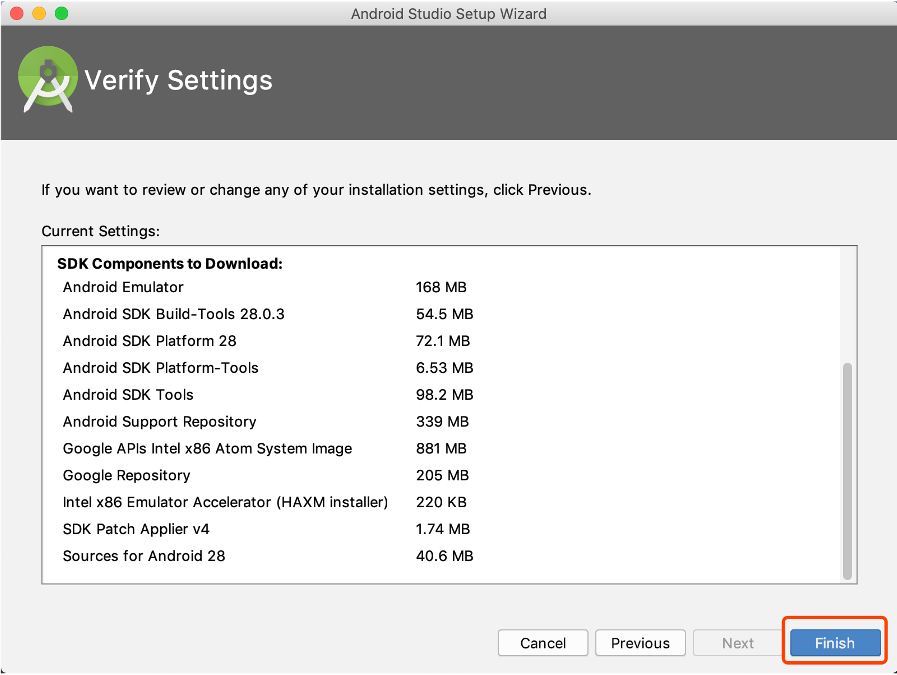 Android Studio Setup Wizard
Verify Settings
If you want to review or change any of your installation settings, click Previous.
Current Settings:
SDK Components to Download:
Android Emulator 168 MB
Android SDK Build-Tools 28.0.3 54.5 MB
Android SDK Platform 28 72.1 MB
Android SDK Platform-Tools 6.53 MB
Android SDK Tools 98.2 MB
Android Support Repository 339 MB
Google APIs Intel x86 Atom System Image 881 MB
Google Repository 205 MB
Intel x86 Emulator Accelerator (HAXM installer) 220 KB
SDK Patch Applier v4 1.74 MB
Sources for Android 28 40.6 MB
Cancel Previous Next Finish